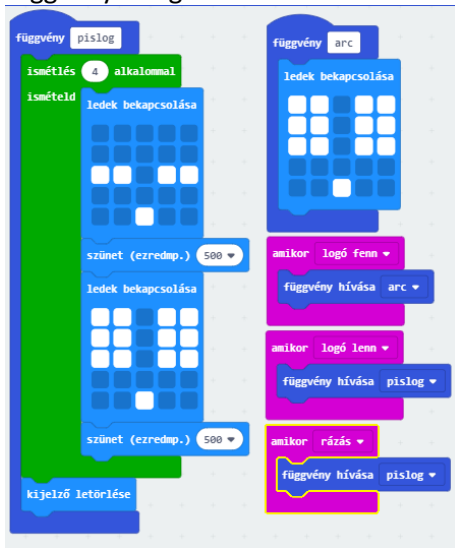 függvény pislog
ismétlés 4 alkalommal
ismételd
ledek bekapcsolása
szünet (ezredmp.) 500
ledek bekapcsolása
szünet (ezredmp.) 500
kijelző letörlése
függvény arc
ledek bekapcsolása
amikor logó fenn
függvény hívása arc
amikor logó lenn
függvény hívása pislog
amikor rázás
függvény hívása pislog